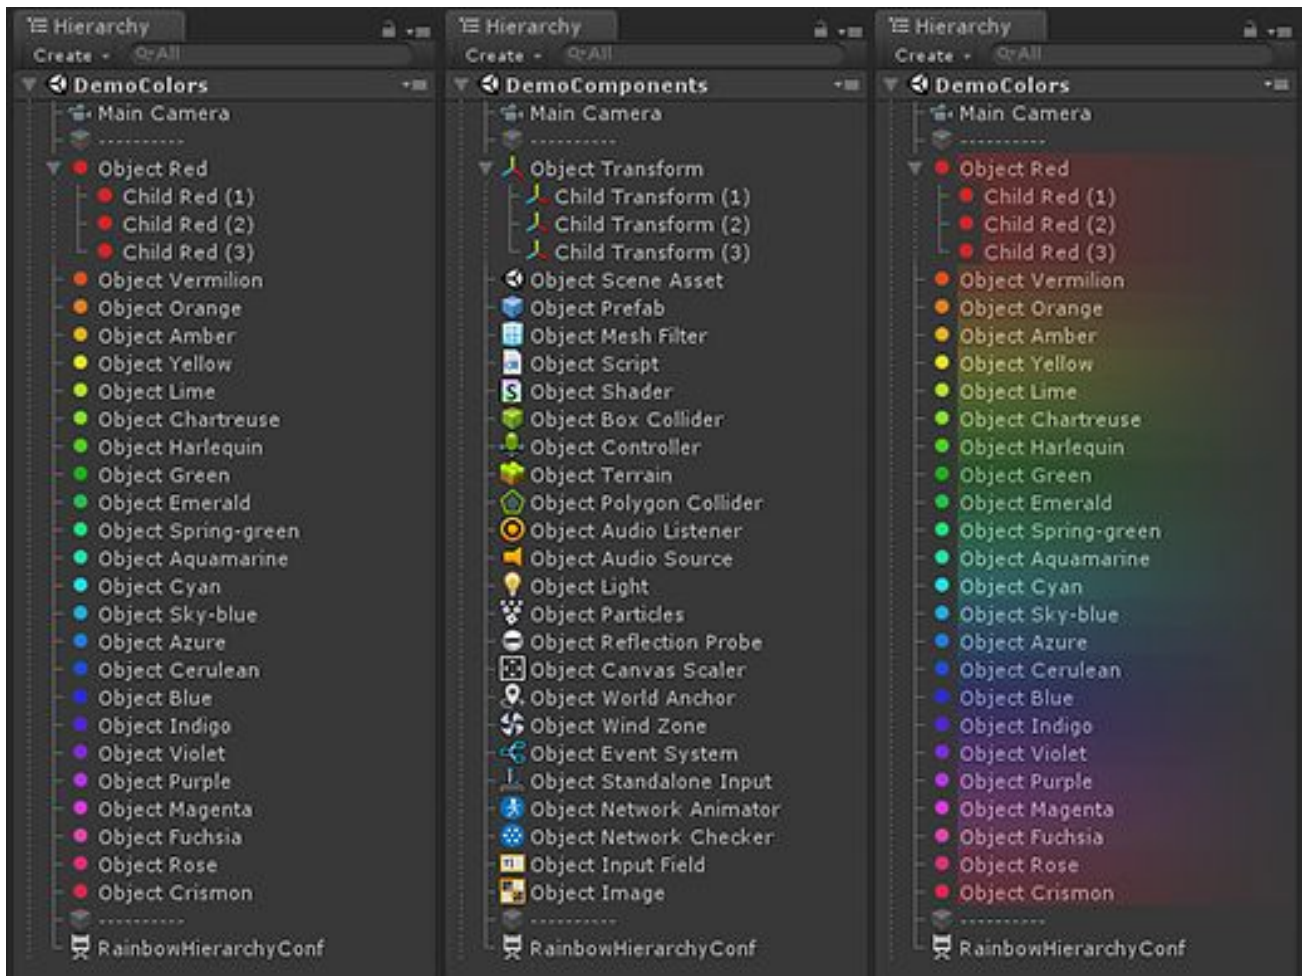 Hierarchy
Create
All
DemoColors
Main Camera
----------
Object Red
Child Red (1)
Child Red (2)
Child Red (3)
Object Vermilion
Object Orange
Object Amber
Object Yellow
Object Lime
Object Chartreuse
Object Harlequin
Object Green
Object Emerald
Object Spring-green
Object Aquamarine
Object Cyan
Object Sky-blue
Object Azure
Object Cerulean
Object Blue
Object Indigo
Object Violet
Object Purple
Object Magenta
Object Fuchsia
Object Rose
Object Crismon
----------
RainbowHierarchyConf
Hierarchy
Create
All
DemoComponents
Main Camera
----------
Object Transform
Child Transform (1)
Child Transform (2)
Child Transform (3)
Object Scene Asset
Object Prefab
Object Mesh Filter
Object Script
Object Shader
Object Box Collider
Object Controller
Object Terrain
Object Polygon Collider
Object Audio Listener
Object Audio Source
Object Light
Object Particles
Object Reflection Probe
Object Canvas Scaler
Object World Anchor
Object Wind Zone
Object Event System
Object Standalone Input
Object Network Animator
Object Network Checker
Object Input Field
Object Image
----------
RainbowHierarchyConf
Hierarchy
Create
All
DemoColors
Main Camera
----------
Object Red
Child Red (1)
Child Red (2)
Child Red (3)
Object Vermilion
Object Orange
Object Amber
Object Yellow
Object Lime
Object Chartreuse
Object Harlequin
Object Green
Object Emerald
Object Spring-green
Object Aquamarine
Object Cyan
Object Sky-blue
Object Azure
Object Cerulean
Object Blue
Object Indigo
Object Violet
Object Purple
Object Magenta
Object Fuchsia
Object Rose
Object Crismon
----------
RainbowHierarchyConf